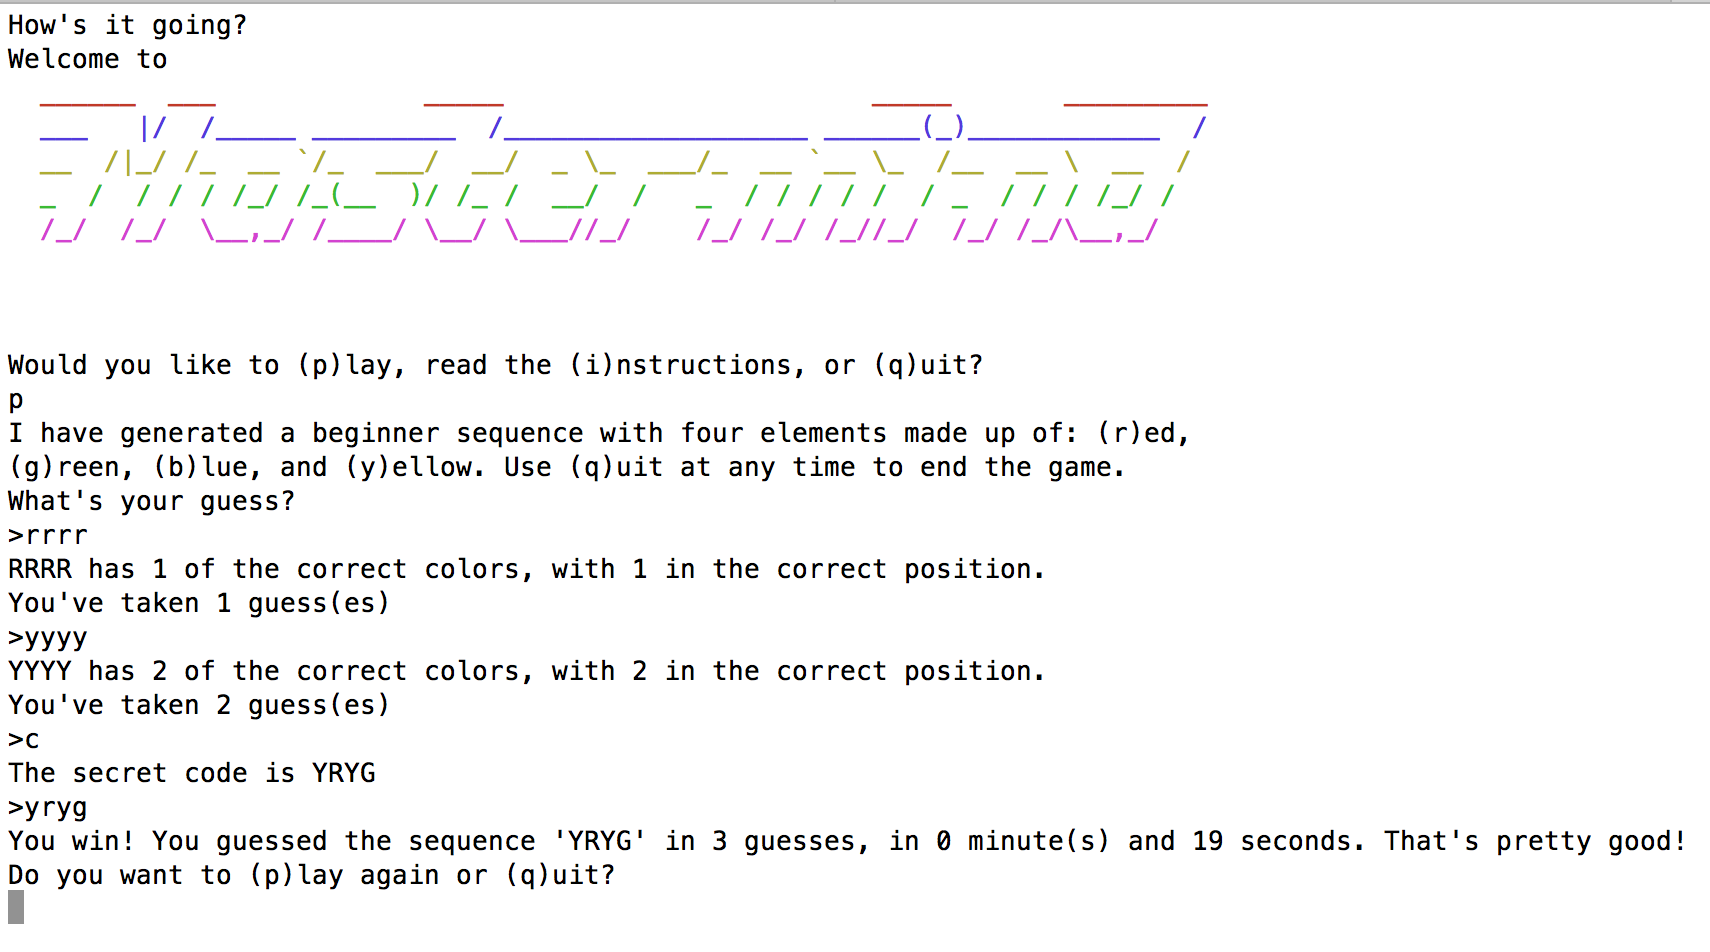 How's it going?
Welcome to
Mastermind
Would you like to (p)lay, read the (i)nstructions, or (q)uit?
p
I have generated a beginner sequence with four elements made up of: (r)ed,
(g)reen, (b)lue, and (y)ellow. Use (q)uit at any time to end the game.
What's your guess?
>rrrr
RRRR has 1 of the correct colors, with 1 in the correct position.
You've taken 1 guess(es)
>yyyy
YYYY has 2 of the correct colors, with 2 in the correct position.
You've taken 2 guess(es)
>c
The secret code is YRYG
>yryg
You win! You guessed the sequence 'YRYG' in 3 guesses, in 0 minute(s) and 19 seconds. That's pretty good!
Do you want to (p)lay again or (q)uit?